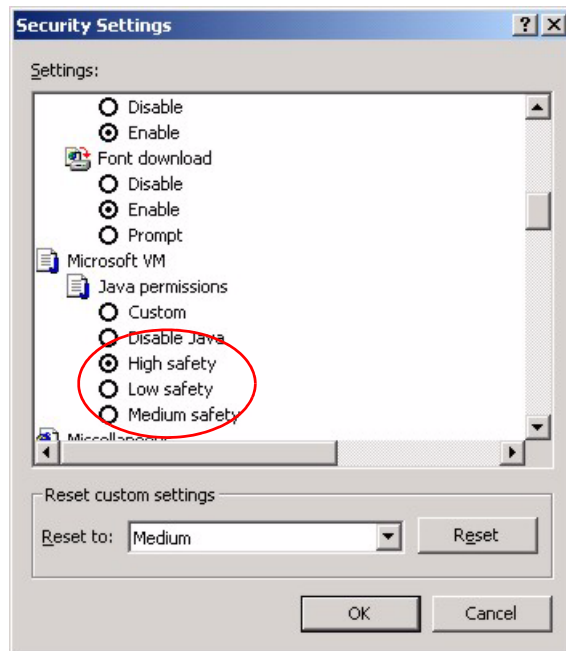 Security Settings
Settings:
Disable
Enable
Font download
Disable
Enable
Prompt
Microsoft VM
Java permissions
Custom
Disable Java
High safety
Low safety
Medium safety
Miscellaneous
Reset custom settings
Reset to: Medium Reset
OK Cancel